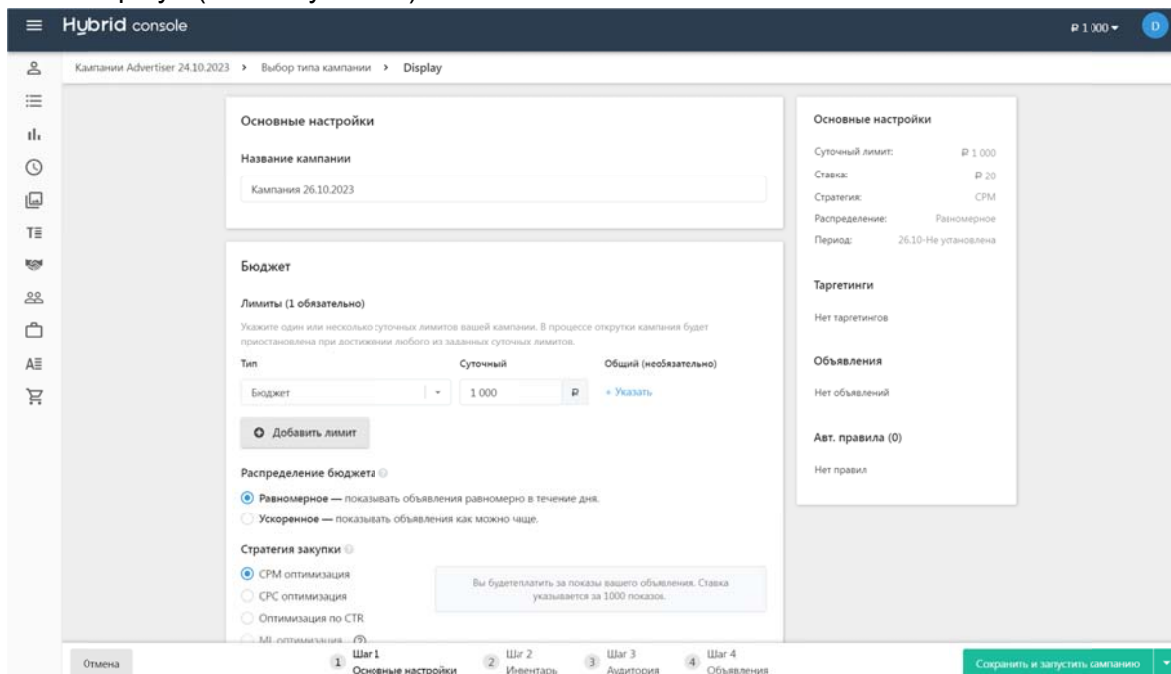 Hybrid console
₽ 1 000
D
Кампании Advertiser 24.10.2023 > Выбор типа кампании > Display
Основные настройки
Название кампании
Кампания 26.10.2023
Бюджет
Лимиты (1 обязательно)
Укажите один или несколько суточных лимитов вашей кампании. В процессе открутки кампания будет
приостановлена при достижении любого из заданных суточных лимитов.
Тип Суточный Общий (необязательно)
Бюджет 1 000 ₽ + Указать
Добавить лимит
Распределение бюджета
Равномерное — показывать объявления равномерно в течение дня.
Ускоренное — показывать объявления как можно чаще.
Стратегия закупки
CPM оптимизация
CPC оптимизация
Оптимизация по CTR
ML оптимизация
Вы будетеплатить за показы вашего объявления. Ставка
указывается за 1000 показов.
Основные настройки
Суточный лимит: ₽ 1 000
Ставка: ₽ 20
Стратегия: CPM
Распределение: Равномерное
Период: 26.10-Не установлена
Таргетинги
Нет таргетингов
Объявления
Нет объявлений
Авт. правила (0)
Нет правил
Отмена
1 Шаг 1
Основные настройки
2 Шаг 2
Инвентарь
3 Шаг 3
Аудитория
4 Шаг 4
Объявления
Сохранить и запустить кампанию